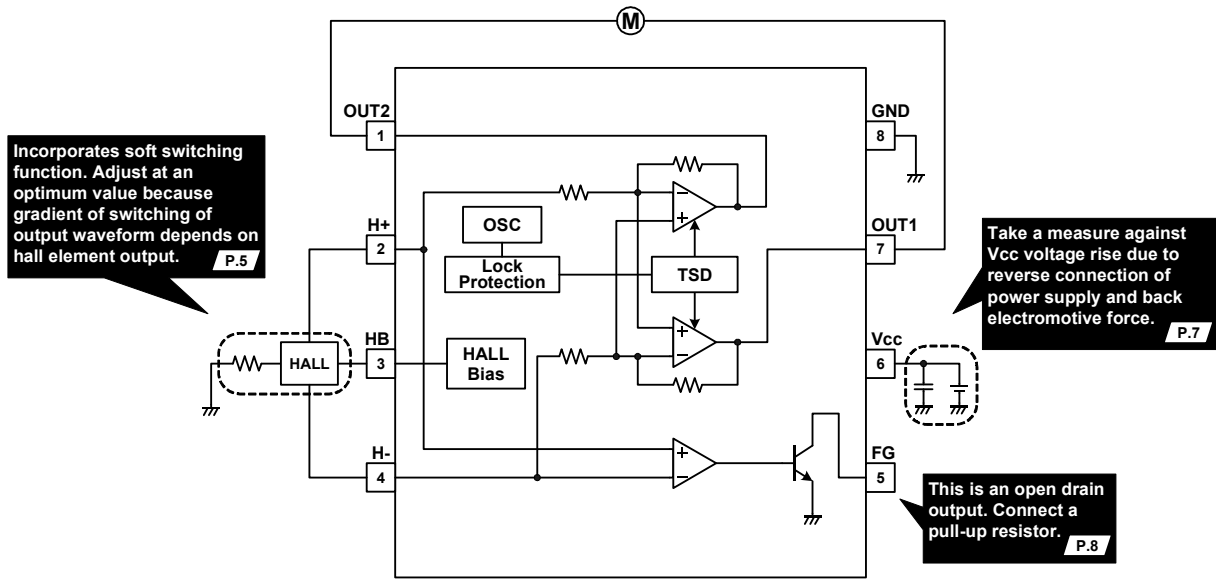 M
OUT2
1
GND
8
Incorporates soft switching
function. Adjust at an
optimum value because
gradient of switching of
output waveform depends on
hall element output.
P.5
H+
2
OSC
Lock
Protection
TSD
−
+
+
−
OUT1
7
Take a measure against
Vcc voltage rise due to
reverse connection of
power supply and back
electromotive force.
P.7
HALL
HB
3
HALL
Bias
Vcc
6
H-
4
+
−
FG
5
This is an open drain
output. Connect a
pull-up resistor.
P.8